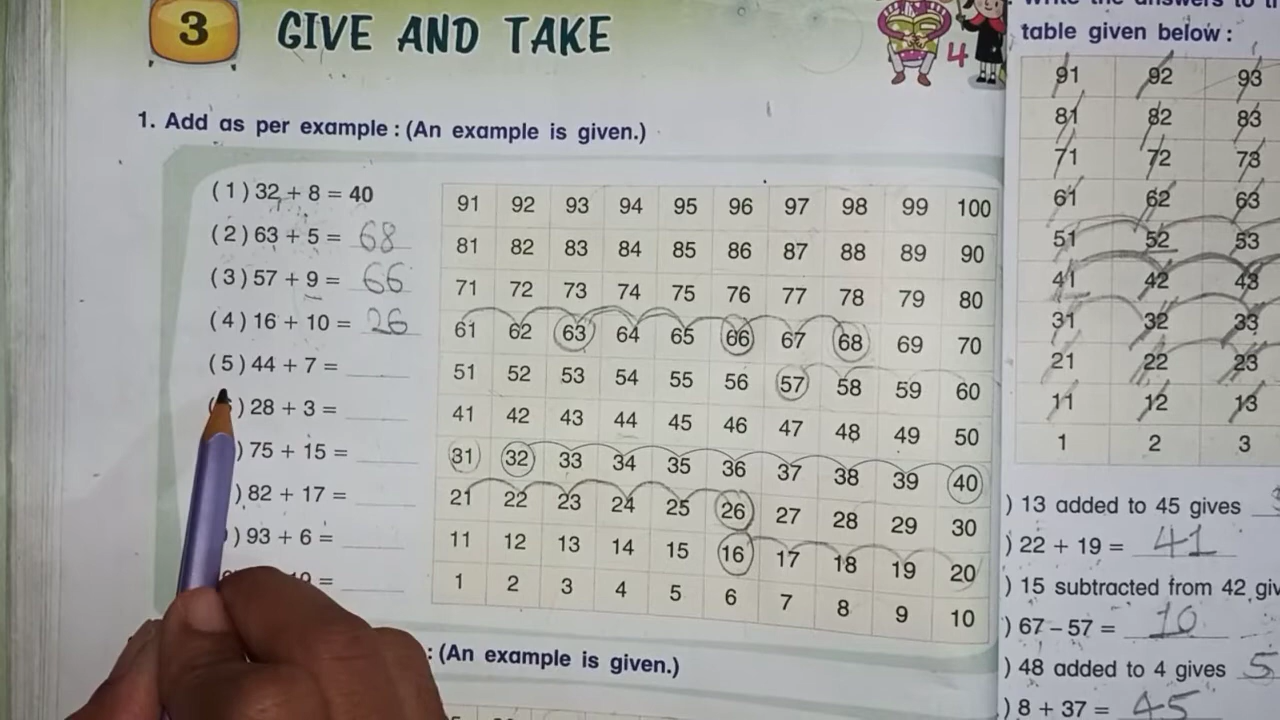 3 GIVE AND TAKE
1. Add as per example : (An example is given.)
(1) 32 + 8 = 40
(2) 63 + 5 = 68
(3) 57 + 9 = 66
(4) 16 + 10 = 26
(5) 44 + 7 =
) 28 + 3 =
) 75 + 15 =
) 82 + 17 =
) 93 + 6 =
91 92 93 94 95 96 97 98 99 100
81 82 83 84 85 86 87 88 89 90
71 72 73 74 75 76 77 78 79 80
61 62 63 64 65 66 67 68 69 70
51 52 53 54 55 56 57 58 59 60
41 42 43 44 45 46 47 48 49 50
31 32 33 34 35 36 37 38 39 40
21 22 23 24 25 26 27 28 29 30
11 12 13 14 15 16 17 18 19 20
1 2 3 4 5 6 7 8 9 10
: (An example is given.)
4
table given below :
91 92 93
81 82 83
71 72 73
61 62 63
51 52 53
41 42 43
31 32 33
21 22 23
11 12 13
1 2 3
) 13 added to 45 gives
) 22 + 19 = 41
) 15 subtracted from 42
) 67 – 57 = 10
) 48 added to 4 gives 5
) 8 + 37 = 45